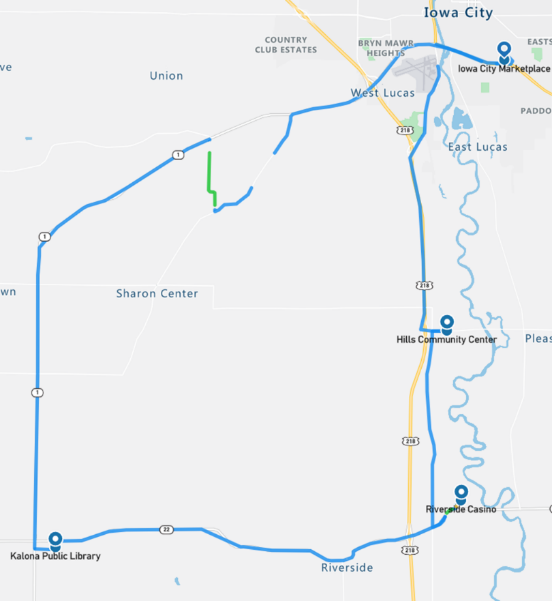 Iowa City
COUNTRY
CLUB ESTATES
BRYN MAWR
HEIGHTS
EASTS
ve
Union
Iowa City Marketplace
West Lucas
PADDO
218
East Lucas
1
1
218
wn
Sharon Center
Hills Community Center
Pleas
1
218
Riverside Casino
22
218
Kalona Public Library
Riverside